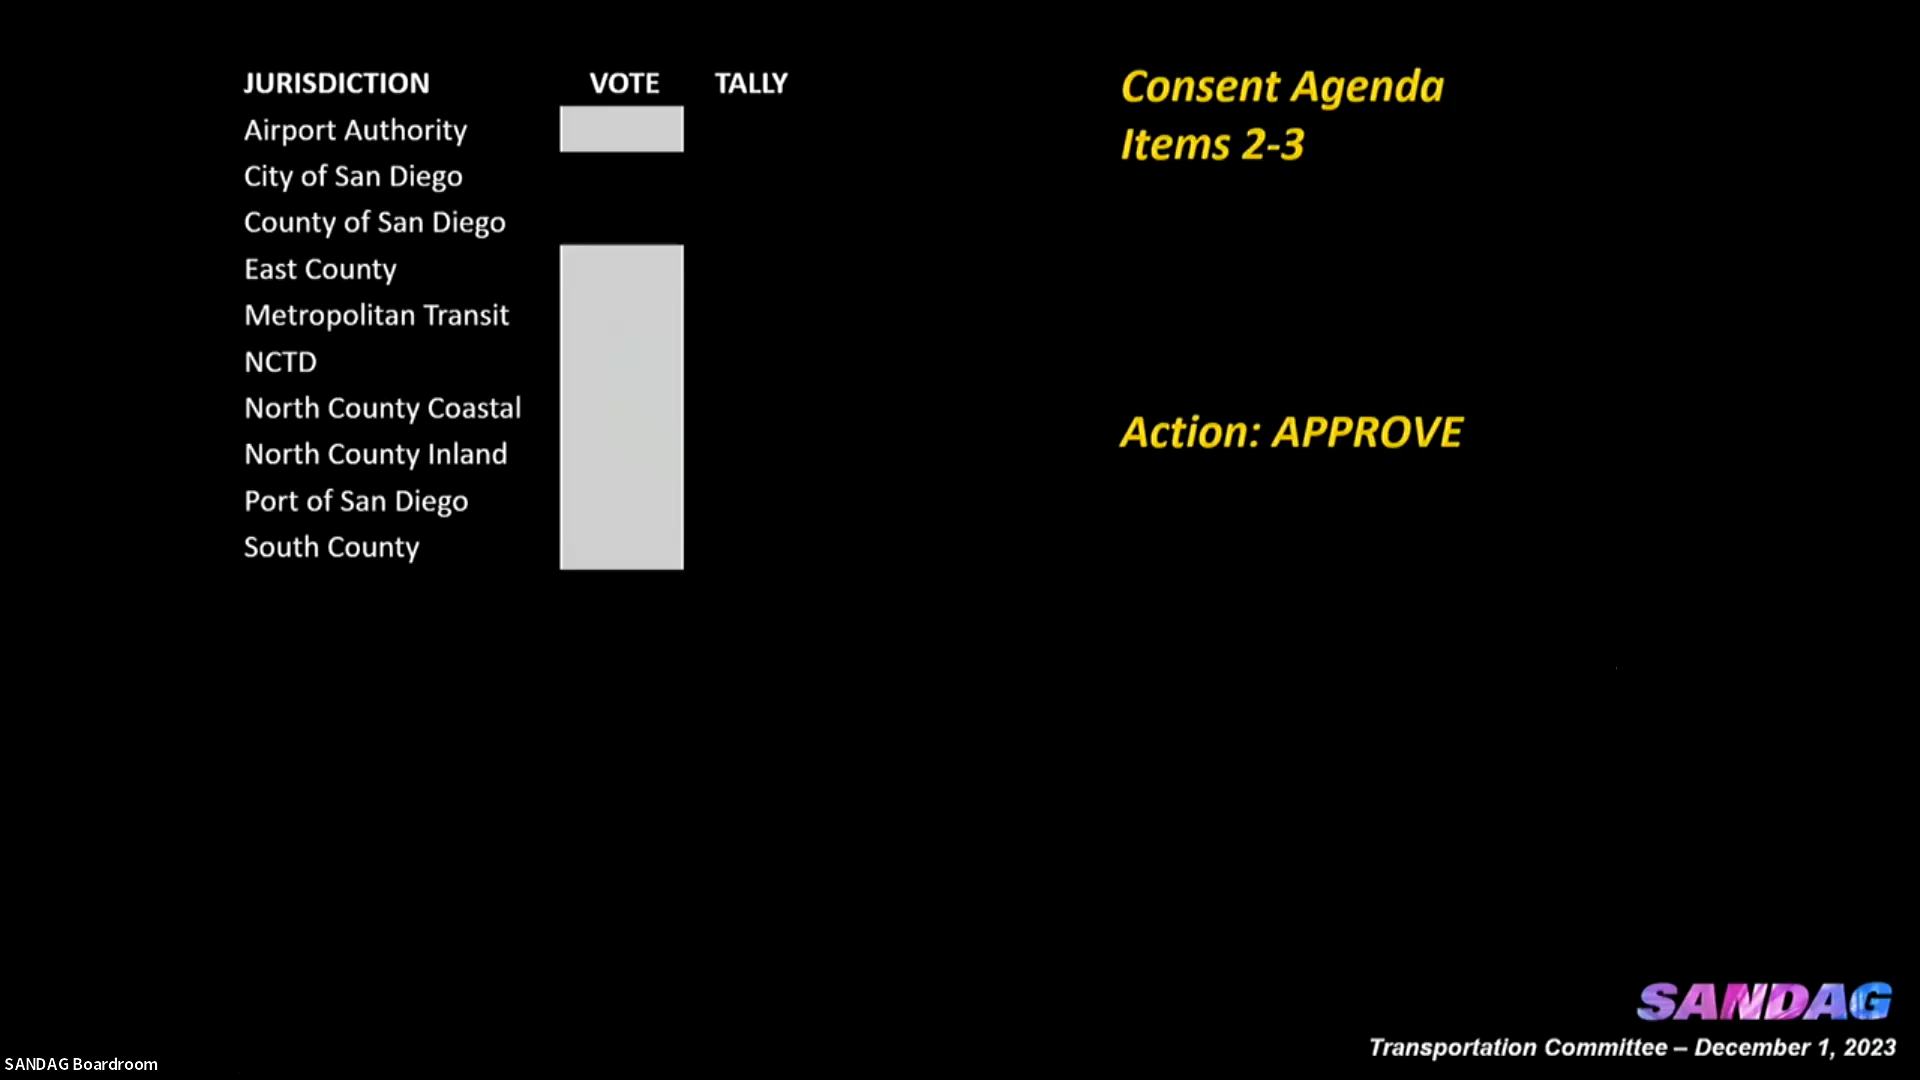 JURISDICTION VOTE TALLY
Airport Authority
City of San Diego
County of San Diego
East County
Metropolitan Transit
NCTD
North County Coastal
North County Inland
Port of San Diego
South County
Consent Agenda
Items 2-3
Action: APPROVE
SANDAG
Transportation Committee – December 1, 2023
SANDAG Boardroom